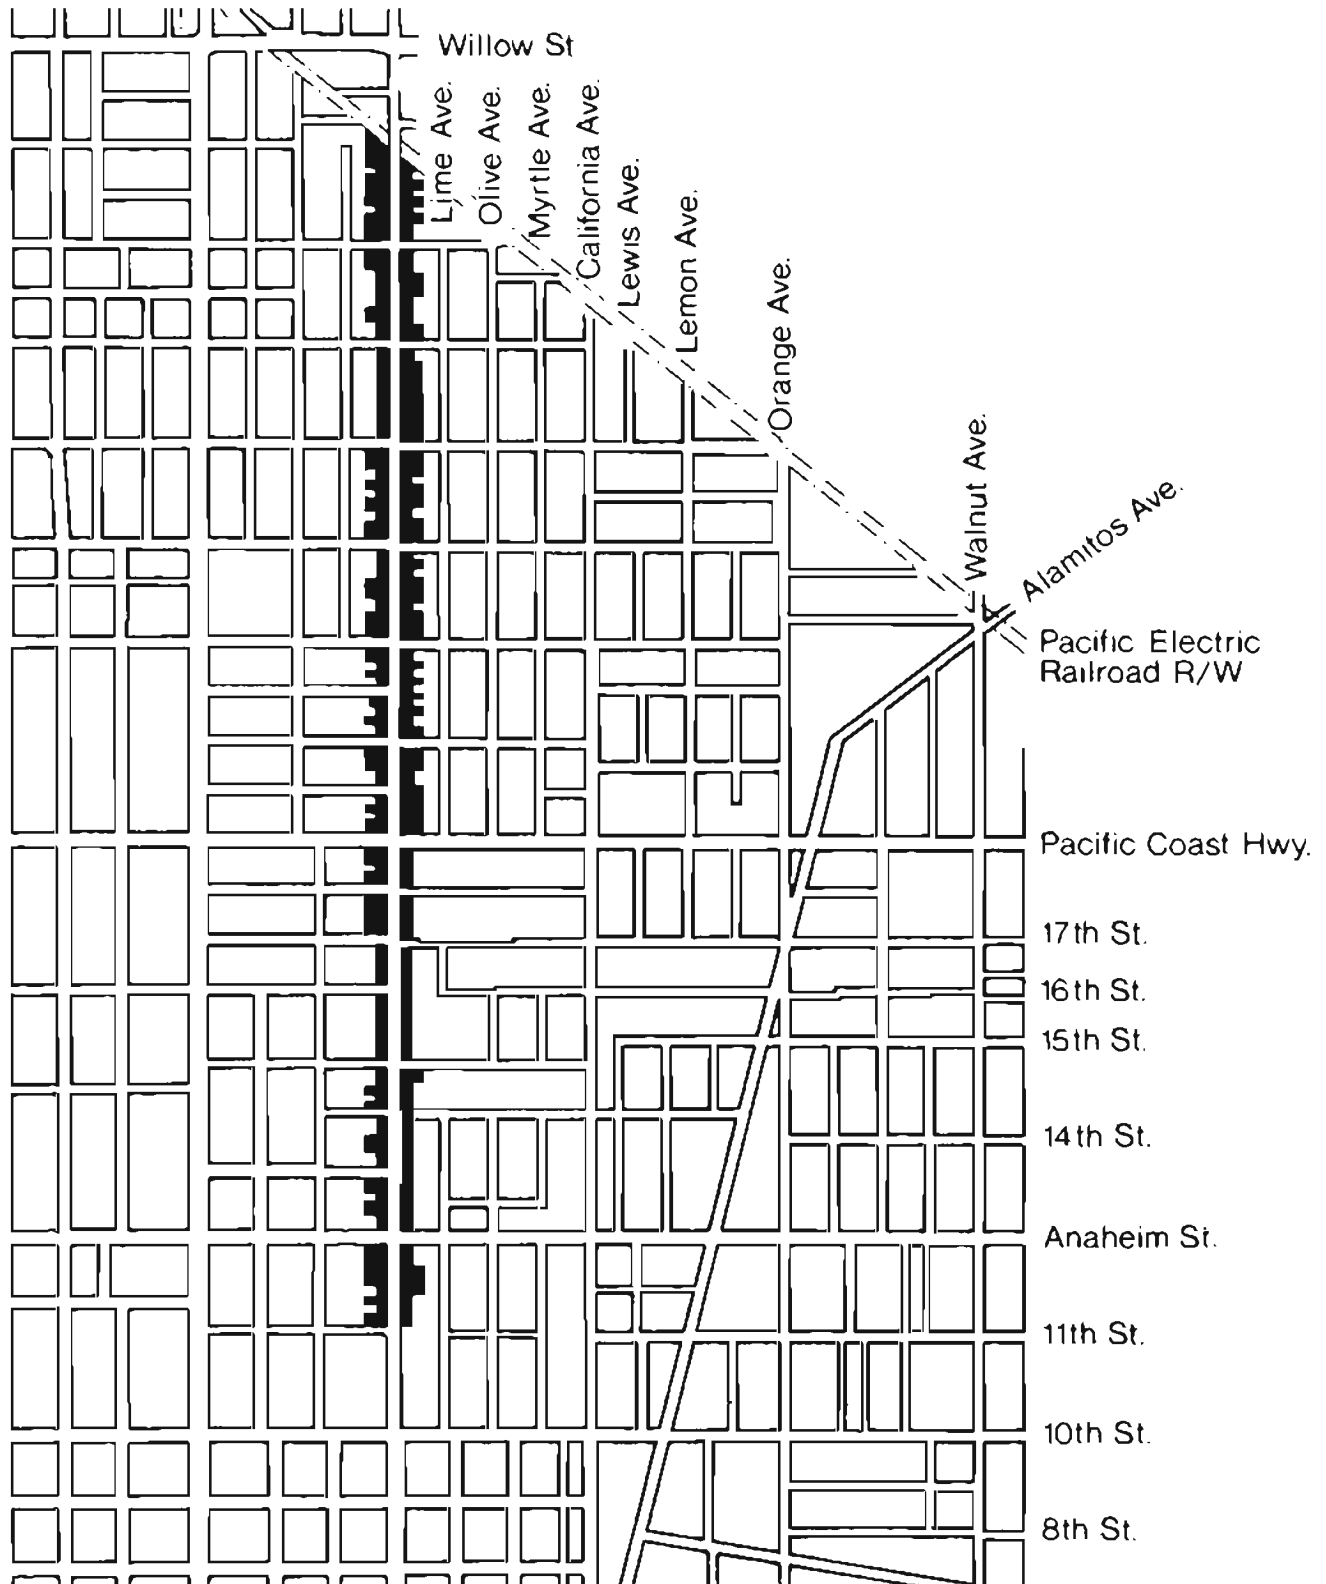 Willow St
Lime Ave.
Olive Ave.
Myrtle Ave.
California Ave.
Lewis Ave.
Lemon Ave.
Orange Ave.
Walnut Ave.
Alamitos Ave.
Pacific Electric
Railroad R/W
Pacific Coast Hwy.
17th St.
16th St.
15th St.
14th St.
Anaheim St.
11th St.
10th St.
8th St.